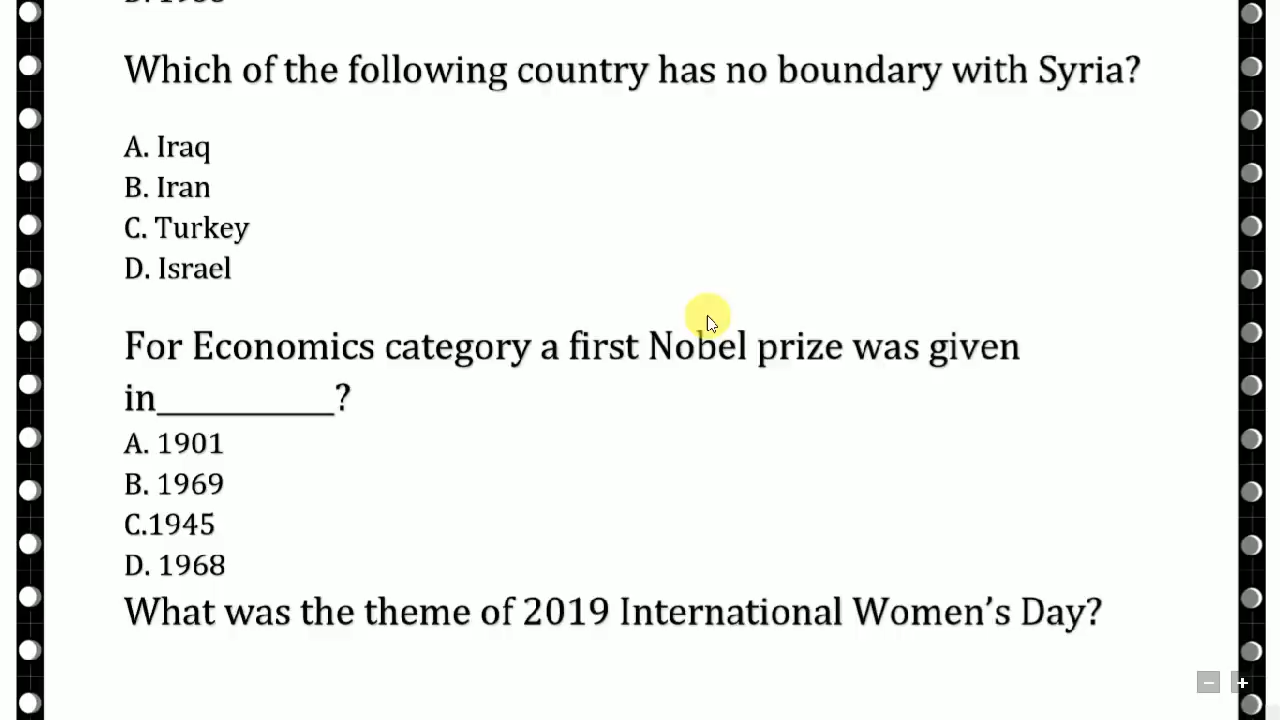 Which of the following country has no boundary with Syria?
A. Iraq
B. Iran
C. Turkey
D. Israel
For Economics category a first Nobel prize was given
in____________?
A. 1901
B. 1969
C.1945
D. 1968
What was the theme of 2019 International Women’s Day?